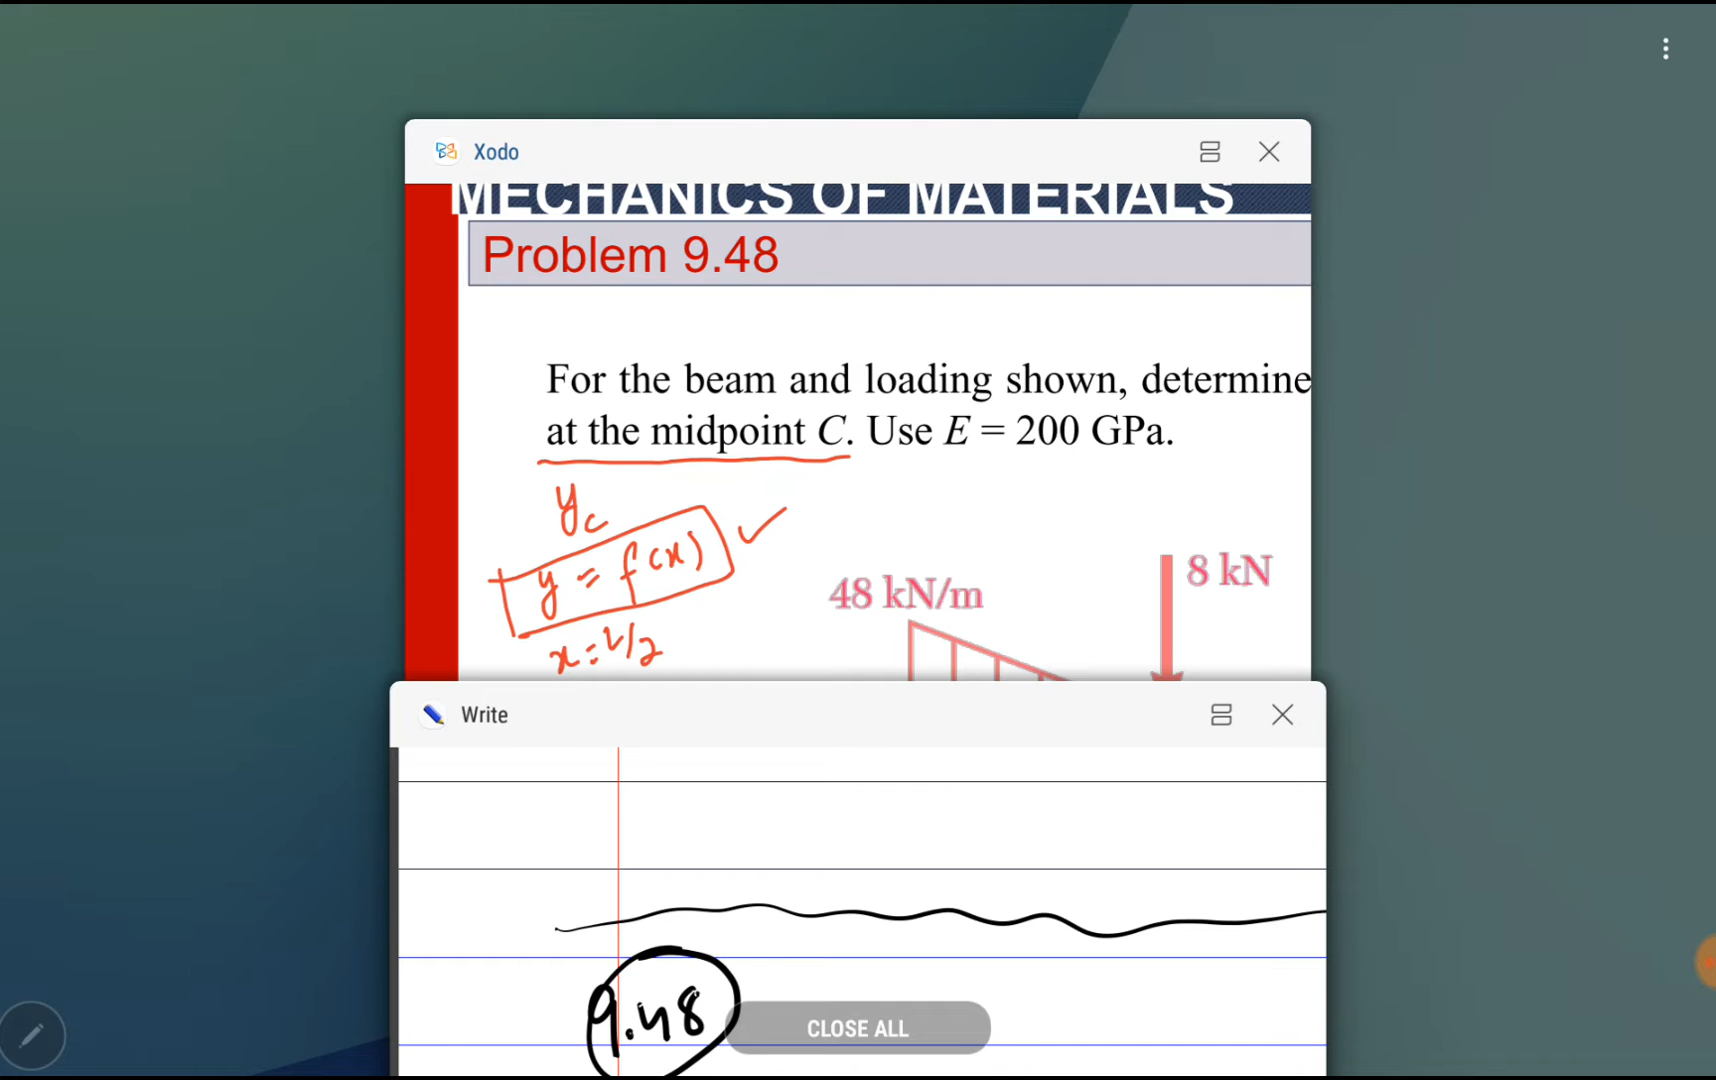 Xodo
MECHANICS OF MATERIALS
Problem 9.48
For the beam and loading shown, determine
at the midpoint C. Use E = 200 GPa.
yc
y = f(x)
x = L/2
48 kN/m
8 kN
Write
9.48
CLOSE ALL